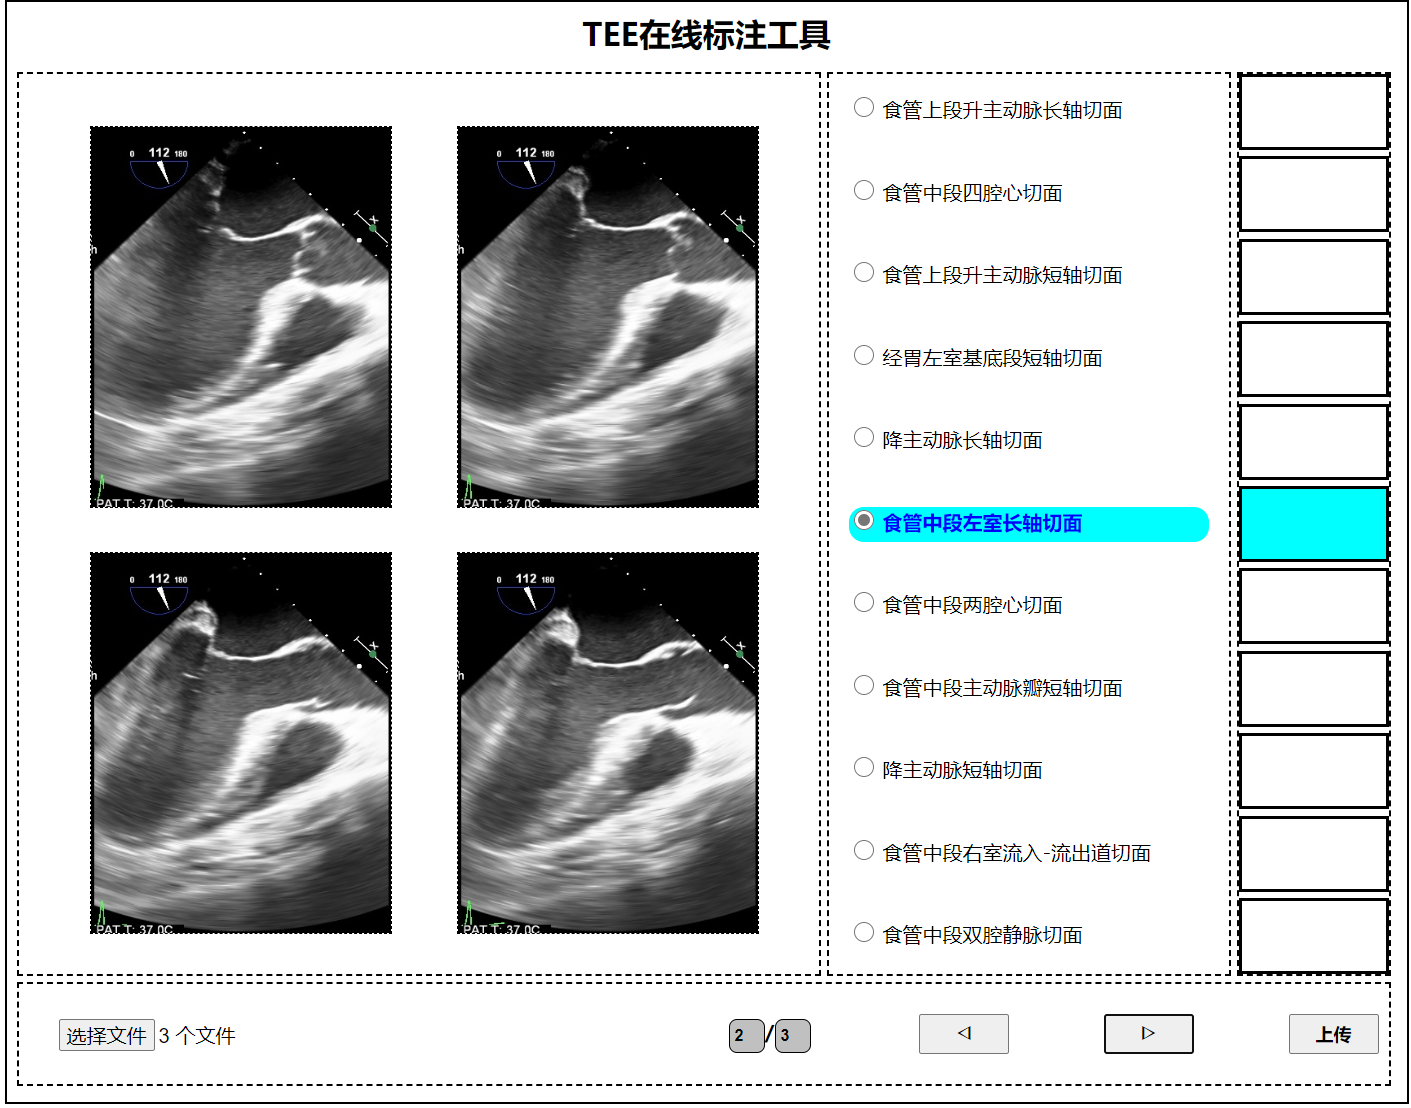 TEE在线标注工具
0 112 180
X
h
PAT T: 37.0C
0 112 180
X
h
PAT T: 37.0C
0 112 180
X
h
PAT T: 37.0C
0 112 180
X
h
PAT T: 37.0C
食管上段升主动脉长轴切面
食管中段四腔心切面
食管上段升主动脉短轴切面
经胃左室基底段短轴切面
降主动脉长轴切面
食管中段左室长轴切面
食管中段两腔心切面
食管中段主动脉瓣短轴切面
降主动脉短轴切面
食管中段右室流入-流出道切面
食管中段双腔静脉切面
选择文件 3 个文件
2/3
上传